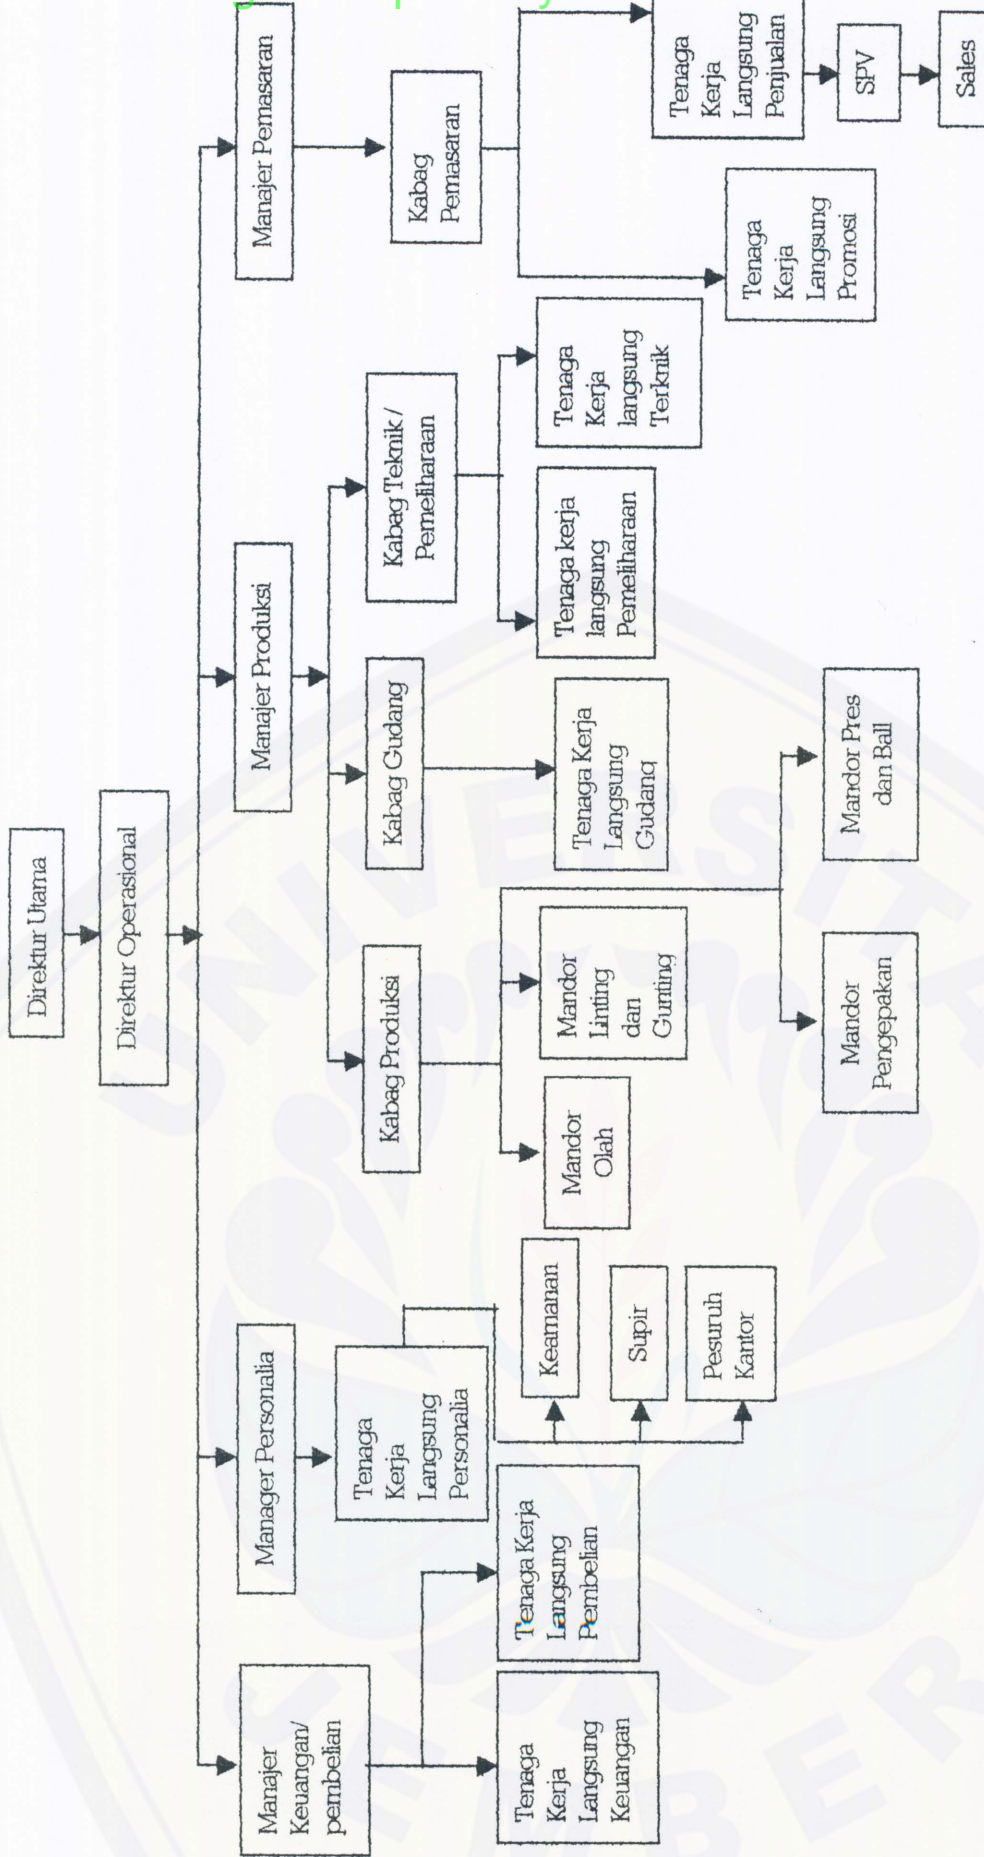 Direktur Utama
Direktur Operasional
Manajer
Keuangan/
pembelian
Manager Personalia
Manajer Produksi
Manajer Pemasaran
Tenaga
Kerja
Langsung
Keuangan
Tenaga Kerja
Langsung
Pembelian
Tenaga
Kerja
Langsung
Personalia
Keamanan
Supir
Pesuruh
Kantor
Kabag Produksi
Kabag Gudang
Kabag Teknik /
Pemeliharaan
Kabag
Pemasaran
Mandor
Olah
Mandor
Linting
dan
Gunting
Mandor
Pengepakan
Mandor Pres
dan Ball
Tenaga Kerja
Langsung
Gudang
Tenaga kerja
langsung
Pemeliharaan
Tenaga
Kerja
langsung
Terknik
Tenaga
Kerja
Langsung
Promosi
Tenaga
Kerja
Langsung
Penjualan
SPV
Sales
UNIVERSITA
JEMBER